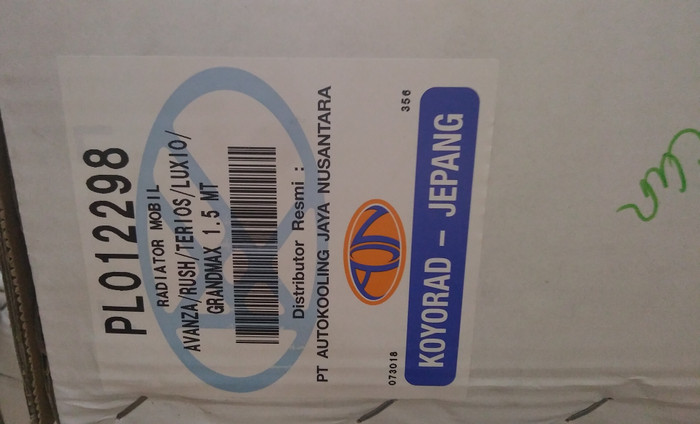 PL012298
RADIATOR MOBIL
AVANZA/RUSH/TERIOS/LUXIO/
GRANDMAX 1.5 MT
Distributor Resmi :
PT AUTOKOOLING JAYA NUSANTARA
073018
356
KOYORAD – JEPANG